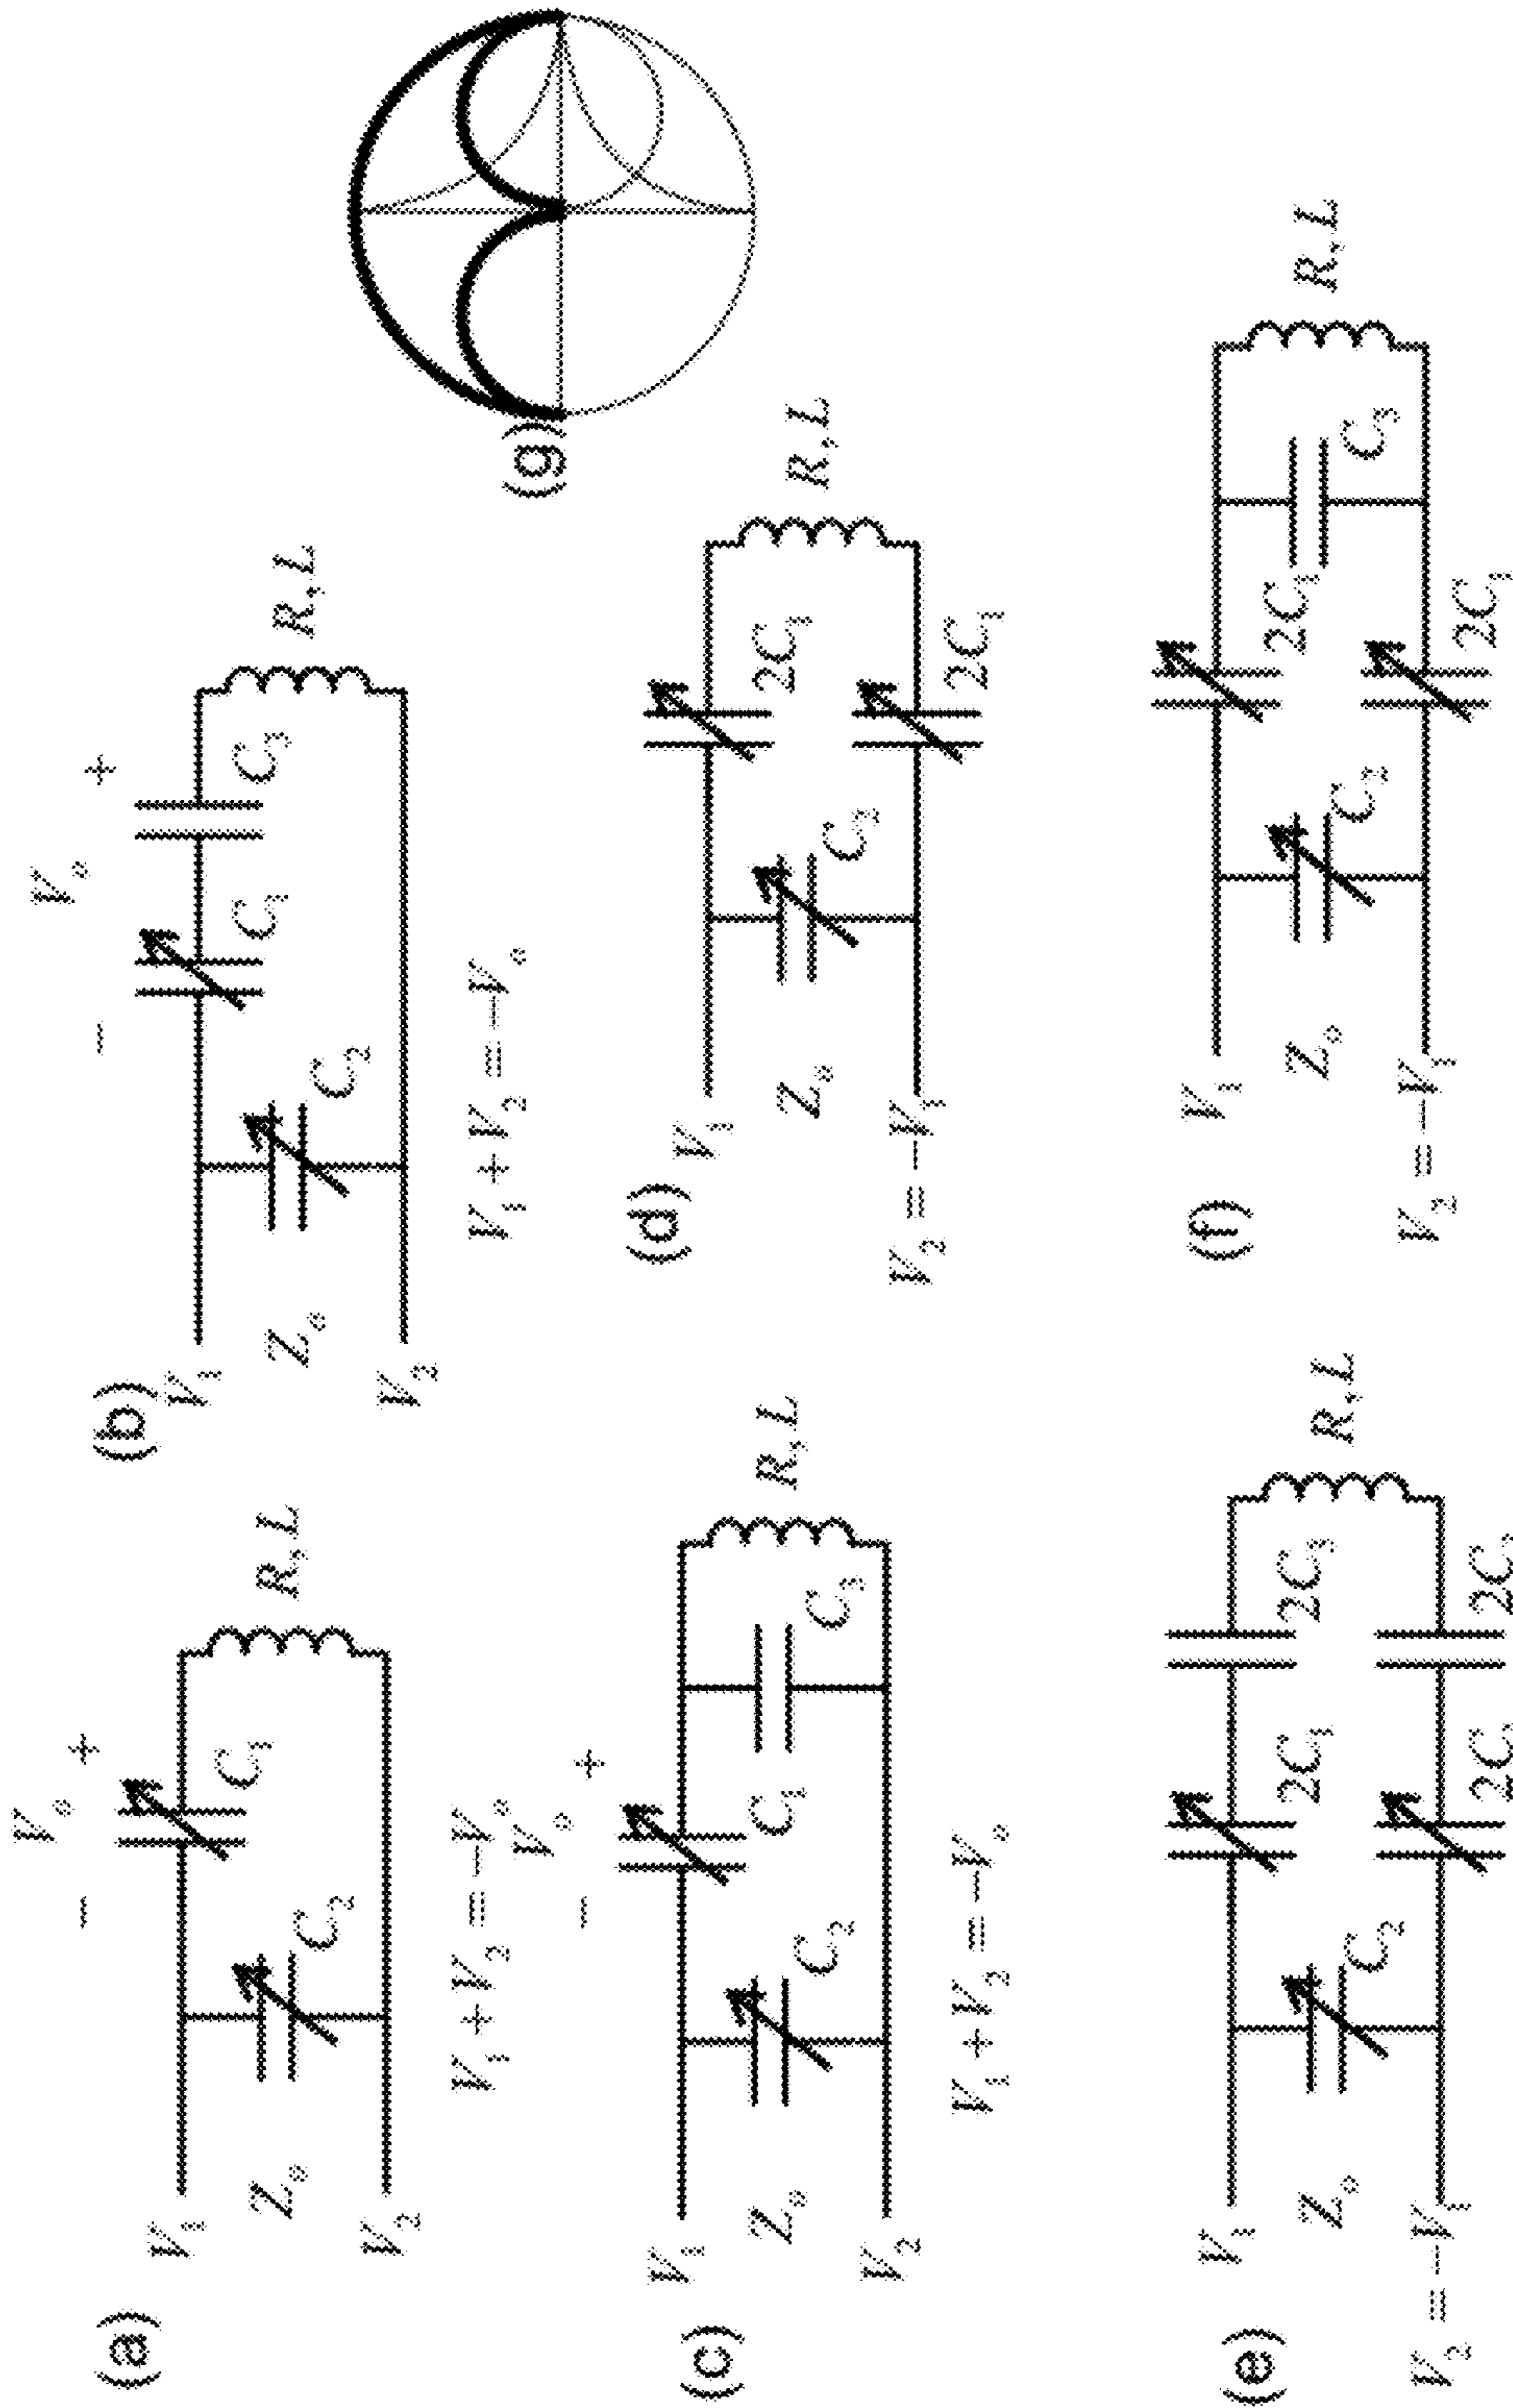 (a)
Vₒ
− +
V₁
C₁
Zₒ
C₂
R, L
V₂
V₁ + V₂ = −Vₒ
(b)
Vₒ
− +
V₁
C₁
C₃
Zₒ
C₂
R, L
V₂
V₁ + V₂ = −Vₒ
(c)
Vₒ
− +
V₁
C₁
Zₒ
C₂
C₃
R, L
V₂
V₁ + V₂ = −Vₒ
(d)
V₁
2C₁
Zₒ
C₂
R, L
V₂ = −V₁
2C₁
(g)
(e)
V₁
2C₁
2C₃
Zₒ
C₂
R, L
V₂ = −V₁
2C
2C
(f)
V₁
2C₁
Zₒ
C₂
C₃
R, L
V₂ = −V₁
2C₁